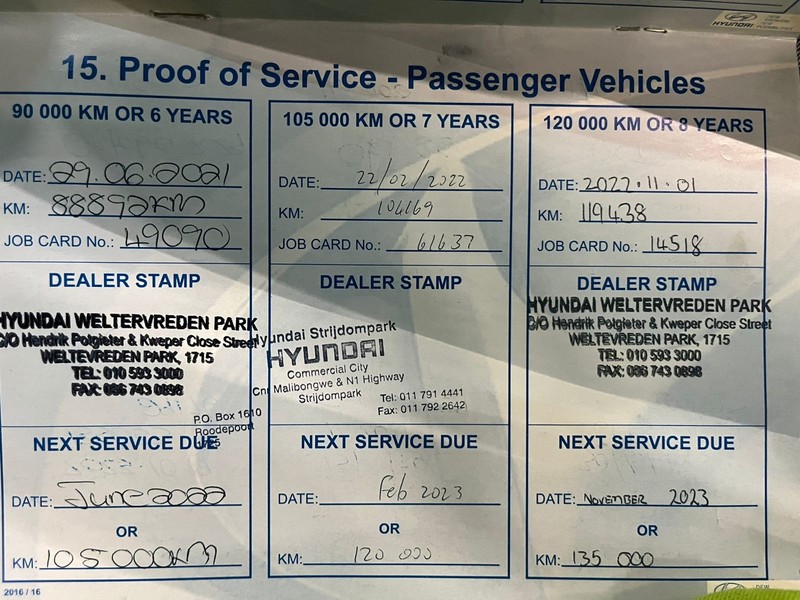 HYUNDAI
15. Proof of Service - Passenger Vehicles
90 000 KM OR 6 YEARS
DATE: 29.06.2021
KM: 88892KM
JOB CARD No.: 49090
DEALER STAMP
HYUNDAI WELTERVREDEN PARK
C/O Hendrik Potgieter & Kweper Close Street
WELTEVREDEN PARK, 1715
TEL: 010 593 3000
FAX: 086 743 0898
NEXT SERVICE DUE
DATE: June 2022
OR
KM: 105 000KM
105 000 KM OR 7 YEARS
DATE: 22/02/2022
KM: 104169
JOB CARD No.: 61637
DEALER STAMP
Hyundai Strijdompark
HYUNDAI
Commercial City
Cnr Malibongwe & N1 Highway
Strijdompark
Tel: 011 791 4441
Fax: 011 792 2642
P.O. Box 1610
Roodepoort
NEXT SERVICE DUE
DATE: Feb 2023
OR
KM: 120 000
120 000 KM OR 8 YEARS
DATE: 2022.11.01
KM: 119438
JOB CARD No.: 14518
DEALER STAMP
HYUNDAI WELTERVREDEN PARK
C/O Hendrik Potgieter & Kweper Close Street
WELTEVREDEN PARK, 1715
TEL: 010 593 3000
FAX: 086 743 0898
NEXT SERVICE DUE
DATE: NOVEMBER 2023
OR
KM: 135 000
2016 / 16